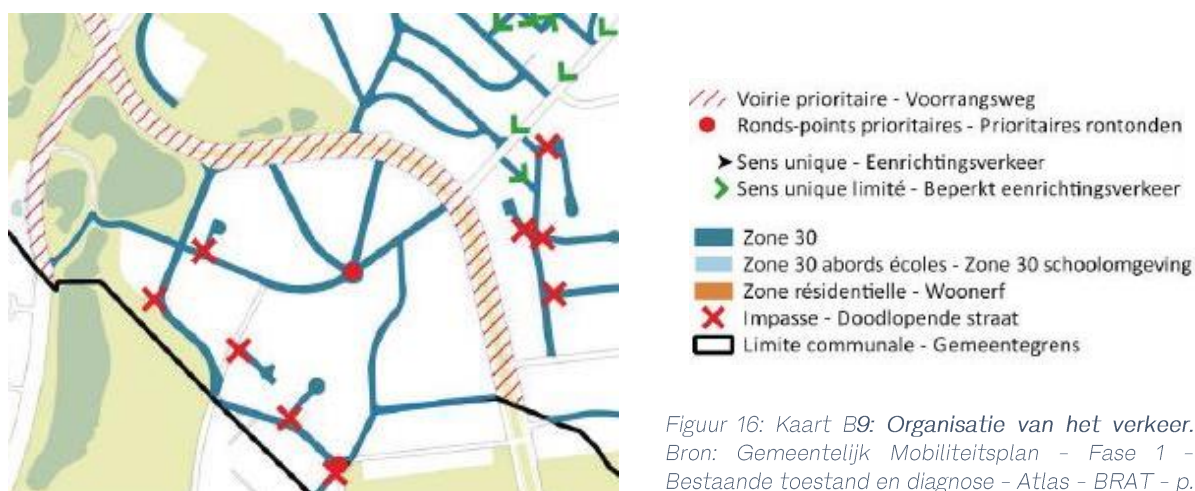 Voirie prioritaire - Voorrangsweg
Ronds-points prioritaires - Prioritaires rontonden
Sens unique - Eenrichtingsverkeer
Sens unique limité - Beperkt eenrichtingsverkeer
Zone 30
Zone 30 abords écoles - Zone 30 schoolomgeving
Zone résidentielle - Woonerf
Impasse - Doodlopende straat
Limite communale - Gemeentegrens
Figuur 16: Kaart B9: Organisatie van het verkeer.
Bron: Gemeentelijk Mobiliteitsplan - Fase 1 -
Bestaande toestand en diagnose - Atlas - BRAT - p.